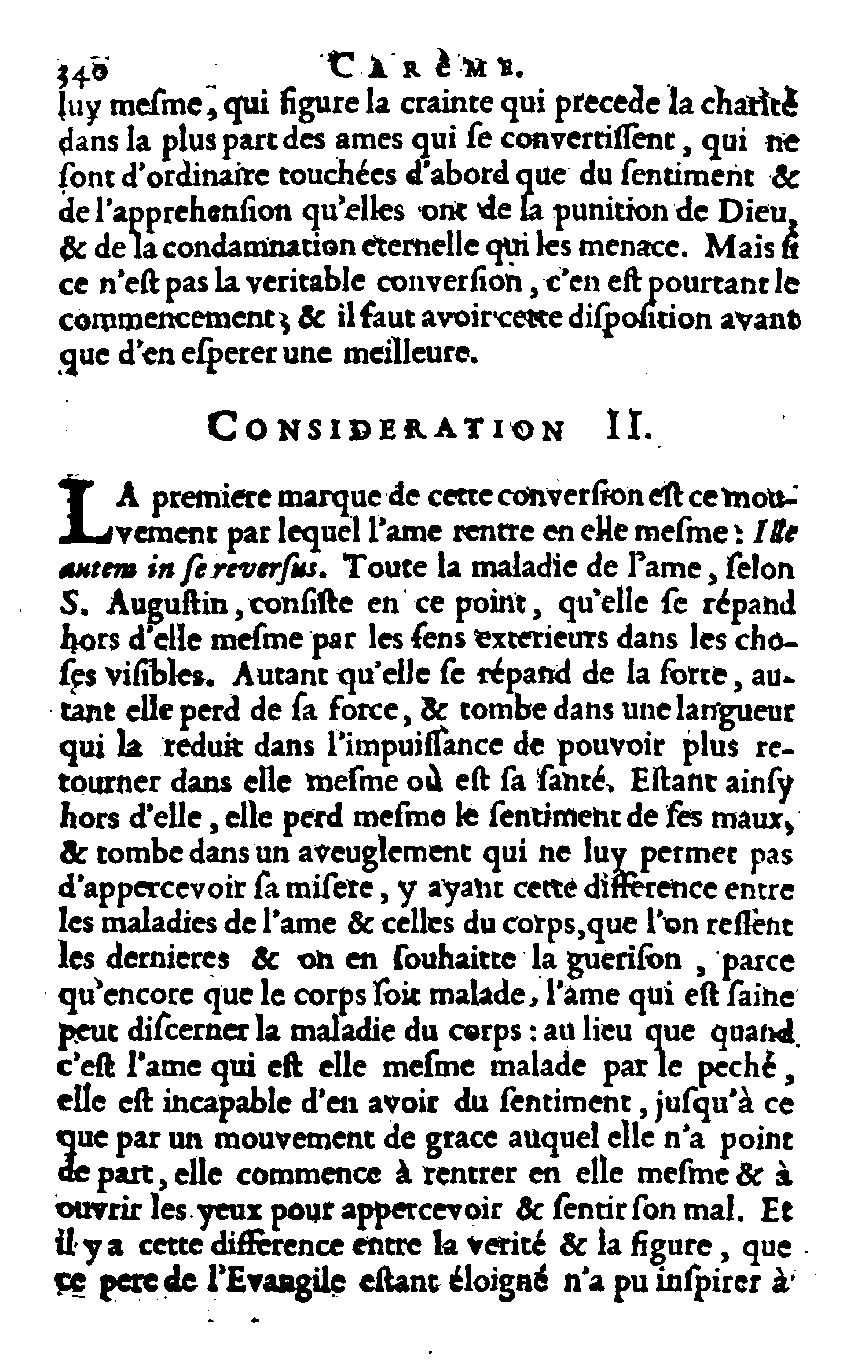 340 CARÊME.
luy meſme, qui figure la crainte qui precede la charité
dans la plus part des ames qui ſe convertiſſent, qui ne
ſont d'ordinaire touchées d'abord que du ſentiment &
de l'apprehenſion qu'elles ont de la punition de Dieu,
& de la condamnation éternelle qui les menace. Mais ſi
ce n'eſt pas la veritable converſion, c'en eſt pourtant le
commencement; & il faut avoir cette diſpoſition avant
que d'en eſperer une meilleure.
CONSIDERATION II.
LA premiere marque de cette converſion eſt ce mou-
vement par lequel l'ame rentre en elle meſme: Ille
autem in ſe reverſus. Toute la maladie de l'ame, ſelon
S. Auguſtin, conſiſte en ce point, qu'elle ſe répand
hors d'elle meſme par les ſens exterieurs dans les cho-
ſes viſibles. Autant qu'elle ſe répand de la ſorte, au-
tant elle perd de ſa force, & tombe dans une langueur
qui la reduit dans l'impuiſſance de pouvoir plus re-
tourner dans elle meſme où eſt ſa ſanté. Eſtant ainſy
hors d'elle, elle perd meſme le ſentiment de ſes maux,
& tombe dans un aveuglement qui ne luy permet pas
d'appercevoir ſa miſere, y ayant cette difference entre
les maladies de l'ame & celles du corps, que l'on reſſent
les dernieres & on en ſouhaitte la gueriſon, parce
qu'encore que le corps ſoit malade, l'ame qui eſt ſaine
peut diſcerner la maladie du corps: au lieu que quand
c'eſt l'ame qui eſt elle meſme malade par le peché,
elle eſt incapable d'en avoir du ſentiment, juſqu'à ce
que par un mouvement de grace auquel elle n'a point
de part, elle commence à rentrer en elle meſme & à
ouvrir les yeux pour appercevoir & ſentir ſon mal. Et
il y a cette difference entre la verité & la figure, que
ce pere de l'Evangile eſtant éloigné n'a pu inſpirer à